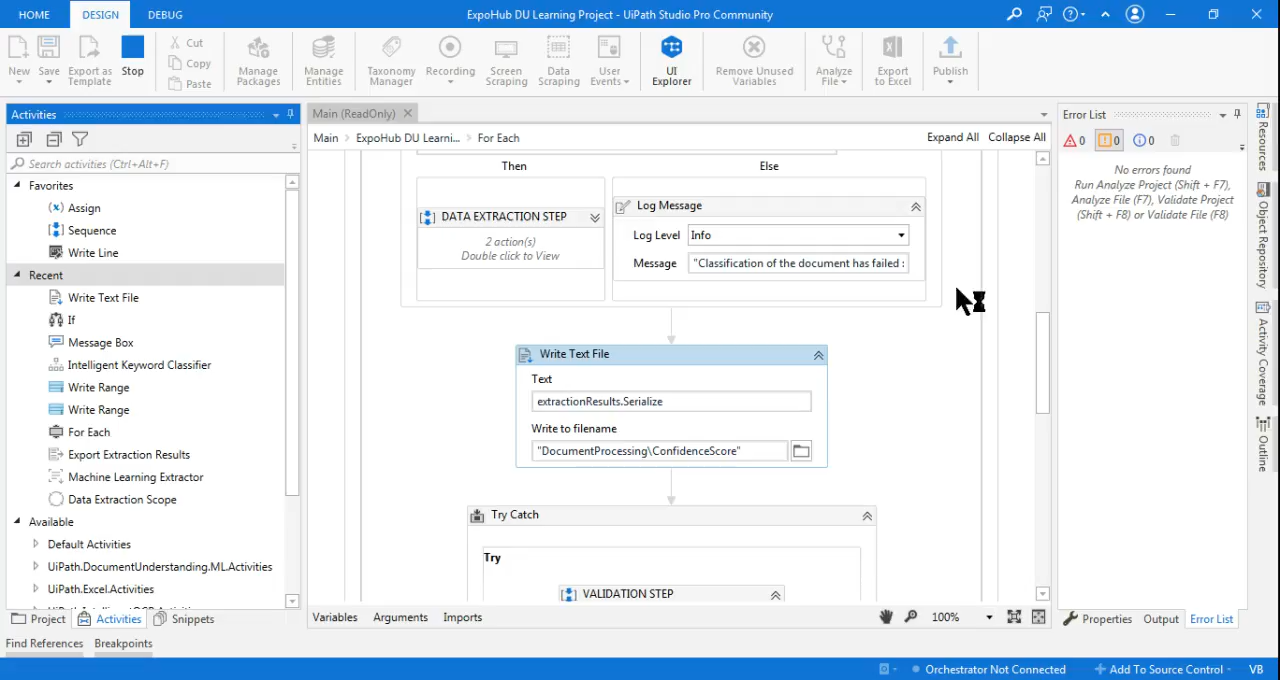 HOME DESIGN DEBUG
ExpoHub DU Learning Project - UiPath Studio Pro Community
New
Save
Export as Template
Stop
Cut
Copy
Paste
Manage Packages
Manage Entities
Taxonomy Manager
Recording
Screen Scraping
Data Scraping
User Events
UI Explorer
Remove Unused Variables
Analyze File
Export to Excel
Publish
Activities
Search activities (Ctrl+Alt+F)
Favorites
Assign
Sequence
Write Line
Recent
Write Text File
If
Message Box
Intelligent Keyword Classifier
Write Range
Write Range
For Each
Export Extraction Results
Machine Learning Extractor
Data Extraction Scope
Available
Default Activities
UiPath.DocumentUnderstanding.ML.Activities
UiPath.Excel.Activities
Project Activities Snippets
Find References Breakpoints
Main (ReadOnly)
Main ExpoHub DU Learni... For Each
Expand All Collapse All
Then
Else
DATA EXTRACTION STEP
2 action(s)
Double click to View
Log Message
Log Level Info
Message "Classification of the document has failed :
Write Text File
Text
extractionResults.Serialize
Write to filename
"DocumentProcessing\ConfidenceScore"
Try Catch
Try
VALIDATION STEP
Variables Arguments Imports
100%
Error List
0 0 0
No errors found
Run Analyze Project (Shift + F7),
Analyze File (F7), Validate Project
(Shift + F8) or Validate File (F8)
Properties Output Error List
Resources
Object Repository
Activity Coverage
Outline
Orchestrator Not Connected
Add To Source Control
VB